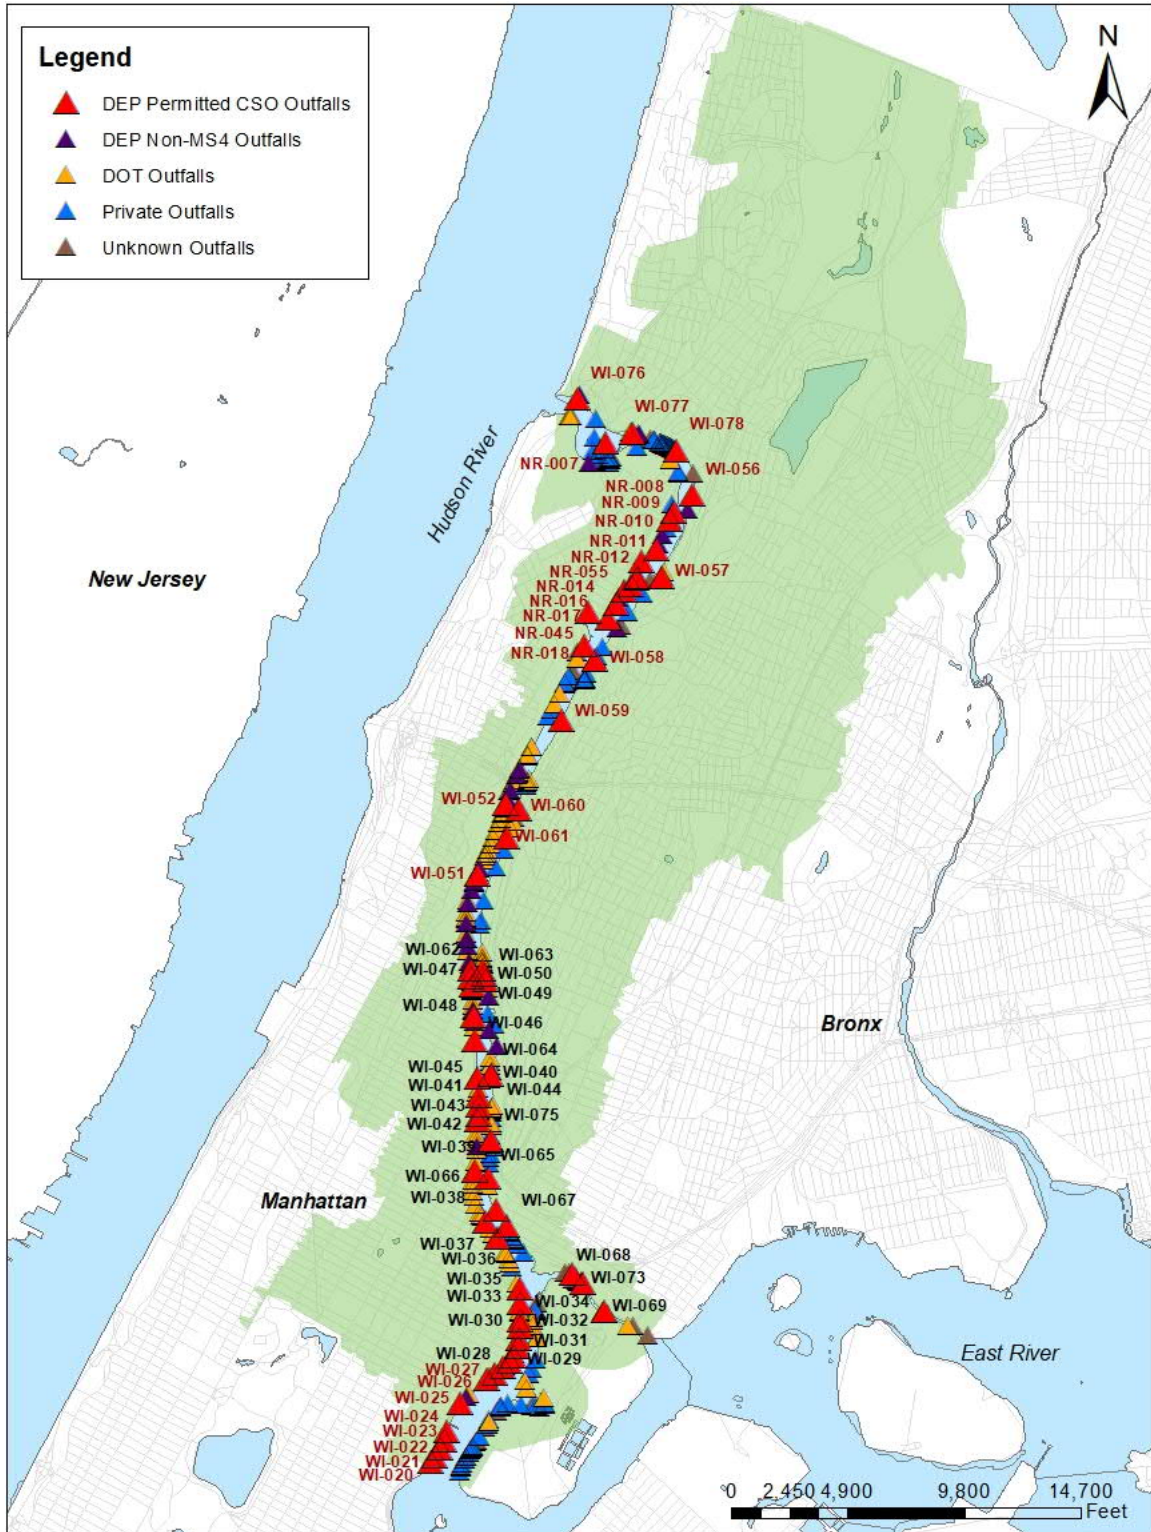 Legend
DEP Permitted CSO Outfalls
DEP Non-MS4 Outfalls
DOT Outfalls
Private Outfalls
Unknown Outfalls
N
WI-076
WI-077
WI-078
NR-007
WI-056
NR-008
NR-009
NR-010
NR-011
NR-012
NR-055
WI-057
NR-014
NR-016
NR-017
NR-045
NR-018
WI-058
WI-059
Hudson River
New Jersey
WI-052
WI-060
WI-061
WI-051
WI-062
WI-063
WI-047
WI-050
WI-049
WI-048
WI-046
Bronx
WI-064
WI-045
WI-040
WI-041
WI-044
WI-043
WI-075
WI-042
WI-039
WI-065
WI-066
Manhattan
WI-038
WI-067
WI-037
WI-036
WI-068
WI-035
WI-073
WI-033
WI-034
WI-069
WI-030
WI-032
WI-031
WI-028
WI-029
East River
WI-027
WI-026
WI-025
WI-024
WI-023
WI-022
WI-021
WI-020
0 2,450 4,900 9,800 14,700
Feet